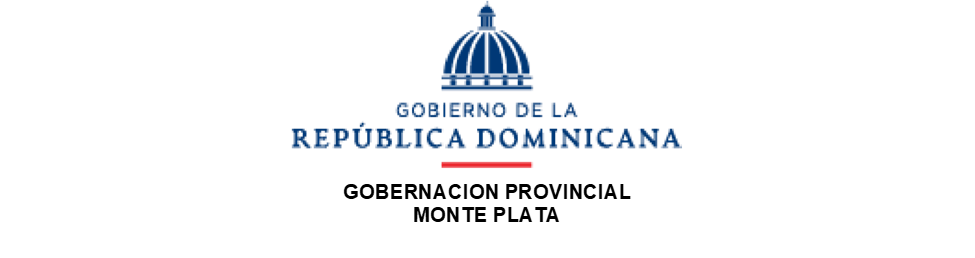 GOBIERNO DE LA
REPÚBLICA DOMINICANA
GOBERNACION PROVINCIAL
MONTE PLATA